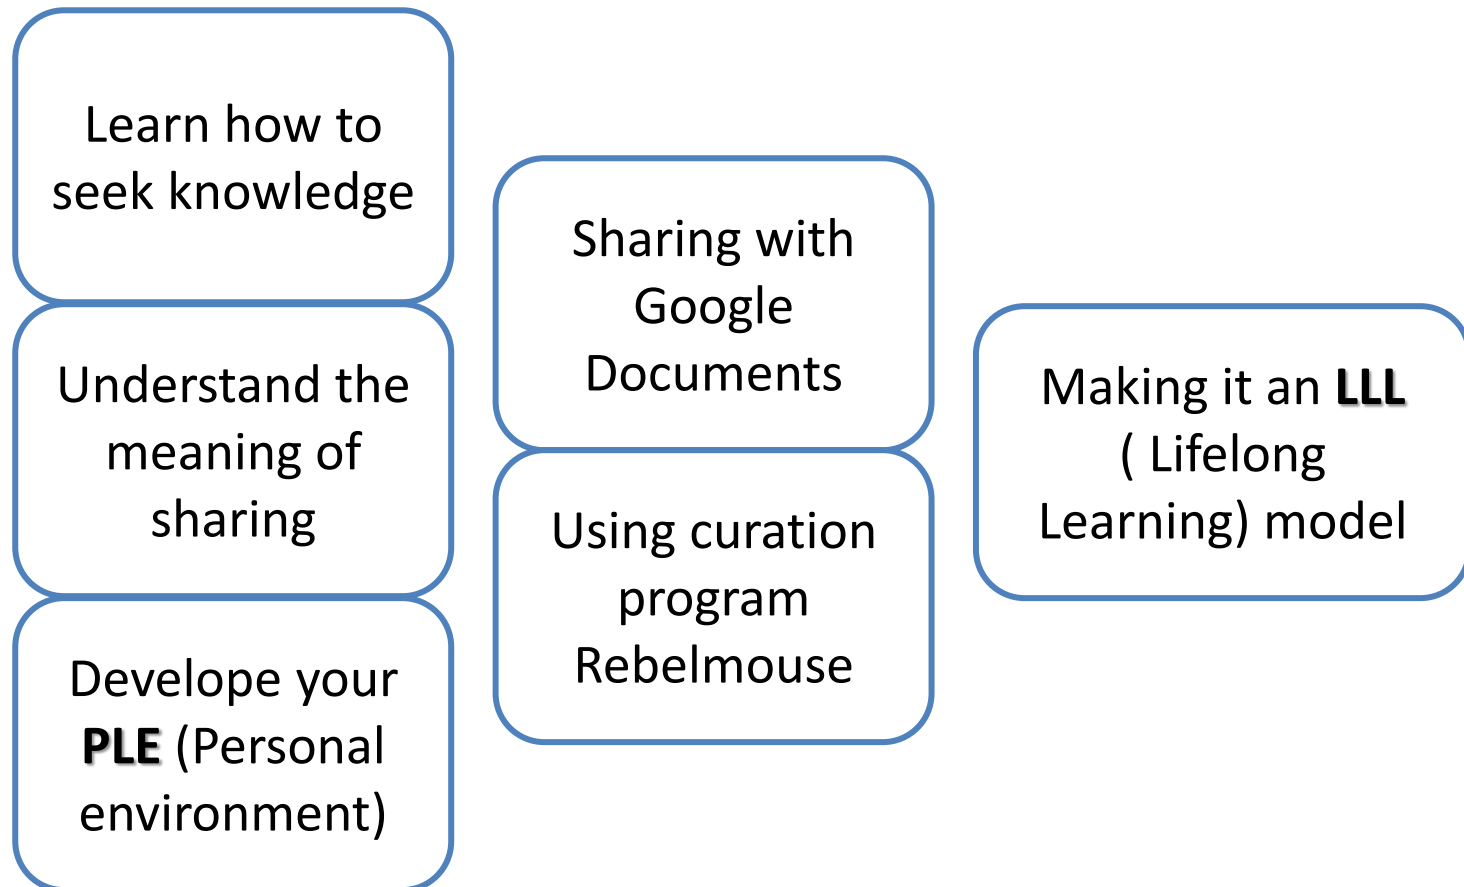 Learn how to
seek knowledge
Understand the
meaning of
sharing
Develope your
PLE (Personal
environment)
Sharing with
Google
Documents
Using curation
program
Rebelmouse
Making it an LLL
( Lifelong
Learning) model